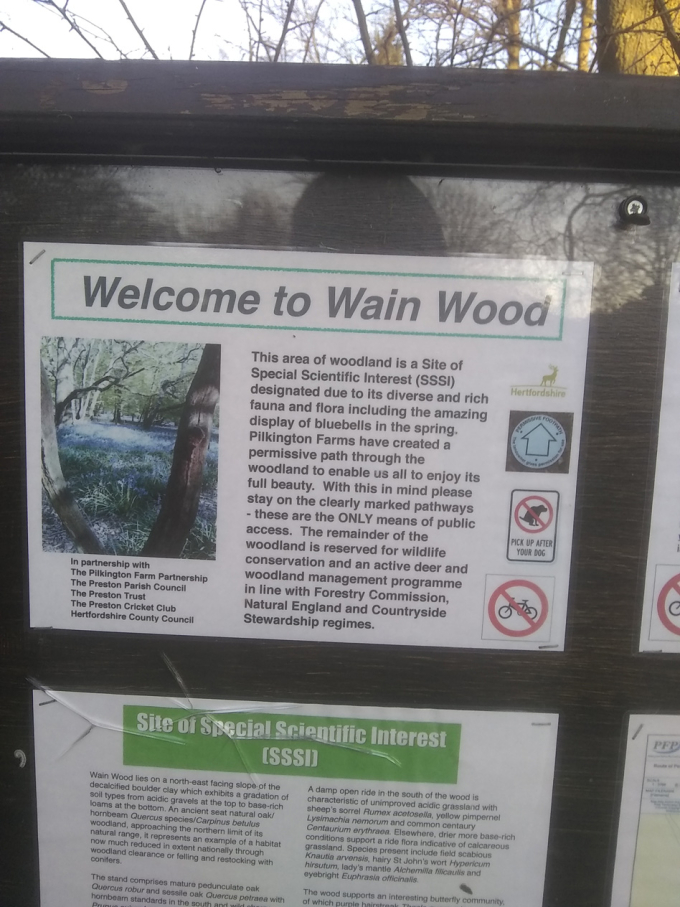 Welcome to Wain Wood
This area of woodland is a Site of
Special Scientific Interest (SSSI)
designated due to its diverse and rich
fauna and flora including the amazing
display of bluebells in the spring.
Pilkington Farms have created a
permissive path through the
woodland to enable us all to enjoy its
full beauty. With this in mind please
stay on the clearly marked pathways
- these are the ONLY means of public
access. The remainder of the
woodland is reserved for wildlife
conservation and an active deer and
woodland management programme
in line with Forestry Commission,
Natural England and Countryside
Stewardship regimes.
In partnership with
The Pilkington Farm Partnership
The Preston Parish Council
The Preston Trust
The Preston Cricket Club
Hertfordshire County Council
Hertfordshire
PICK UP AFTER
YOUR DOG
Site of Special Scientific Interest
(SSSI)
Wain Wood lies on a north-east facing slope of the
decalcified boulder clay which exhibits a gradation of
soil types from acidic gravels at the top to base-rich
loams at the bottom. An ancient seat natural oak/
hornbeam Quercus species/Carpinus betulus
woodland, approaching the northern limit of its
natural range, it represents an example of a habitat
now much reduced in extent nationally through
woodland clearance or felling and restocking with
conifers.
The stand comprises matura pedunculate oak
Quercus robur and sessile oak Quercus petraea with
hornbeam standards in the south and wild
A damp open ride in the south of the wood is
characteristic of unimproved acidic grassland with
sheep's sorrel Rumex acetosella, yellow pimpernel
Lysimachia nemorum and common centaury
Centaurium erythraea. Elsewhere, drier more base-rich
conditions support a ride flora indicative of calcareous
grassland. Species present include field scabious
Knautia arvensis, hairy St John's wort Hypericum
hirsutum, lady's mantle Alchemilla filicaulis and
eyebright Euphrasia officinalis.
The wood supports an interesting butterfly community,
of which purple hairstreak